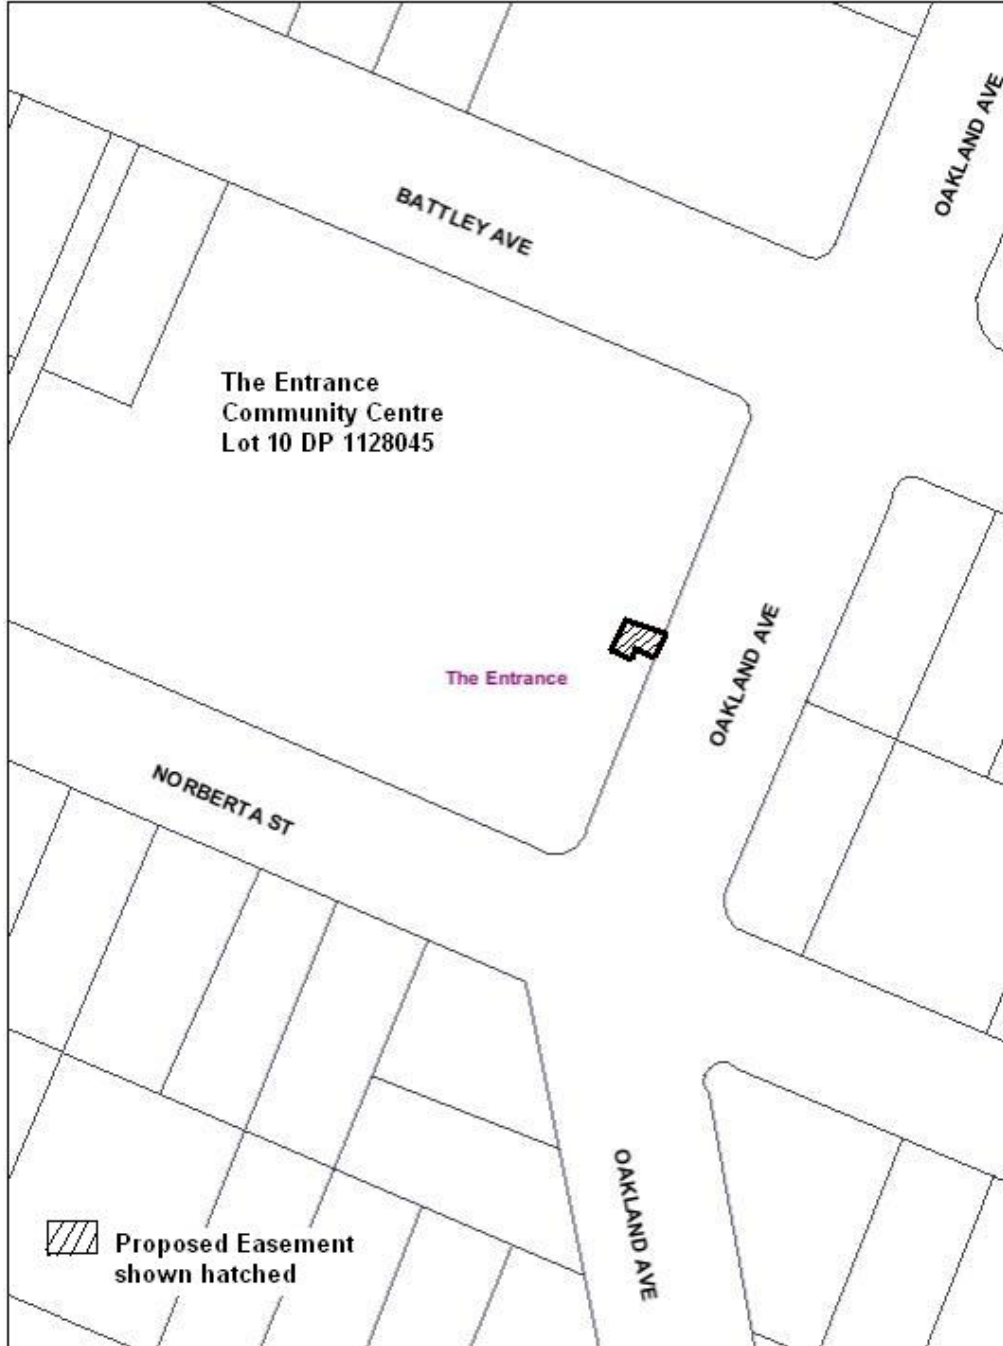 OAKLAND AVE
BATTLEY AVE
The Entrance
Community Centre
Lot 10 DP 1128045
OAKLAND AVE
The Entrance
NORBERTA ST
OAKLAND AVE
Proposed Easement
shown hatched